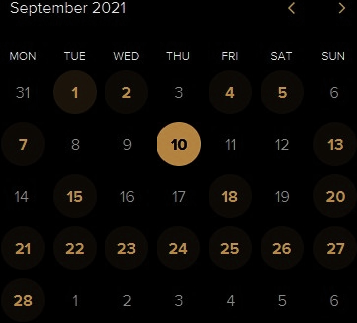 September 2021
MON TUE WED THU FRI SAT SUN
31 1 2 3 4 5 6
7 8 9 10 11 12 13
14 15 16 17 18 19 20
21 22 23 24 25 26 27
28 1 2 3 4 5 6